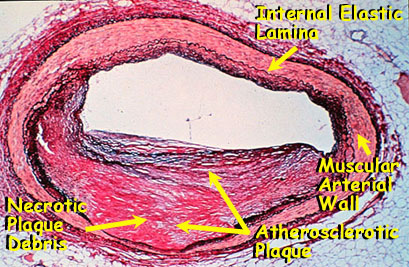 Internal Elastic
Lamina
Muscular
Arterial
Wall
Necrotic
Plaque
Debris
Atherosclerotic
Plaque